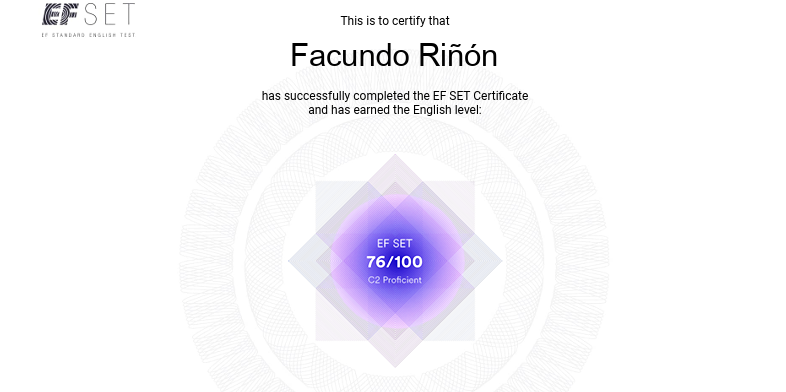 EF SET
EF STANDARD ENGLISH TEST
This is to certify that
Facundo Riñón
has successfully completed the EF SET Certificate
and has earned the English level:
EF SET
76/100
C2 Proficient